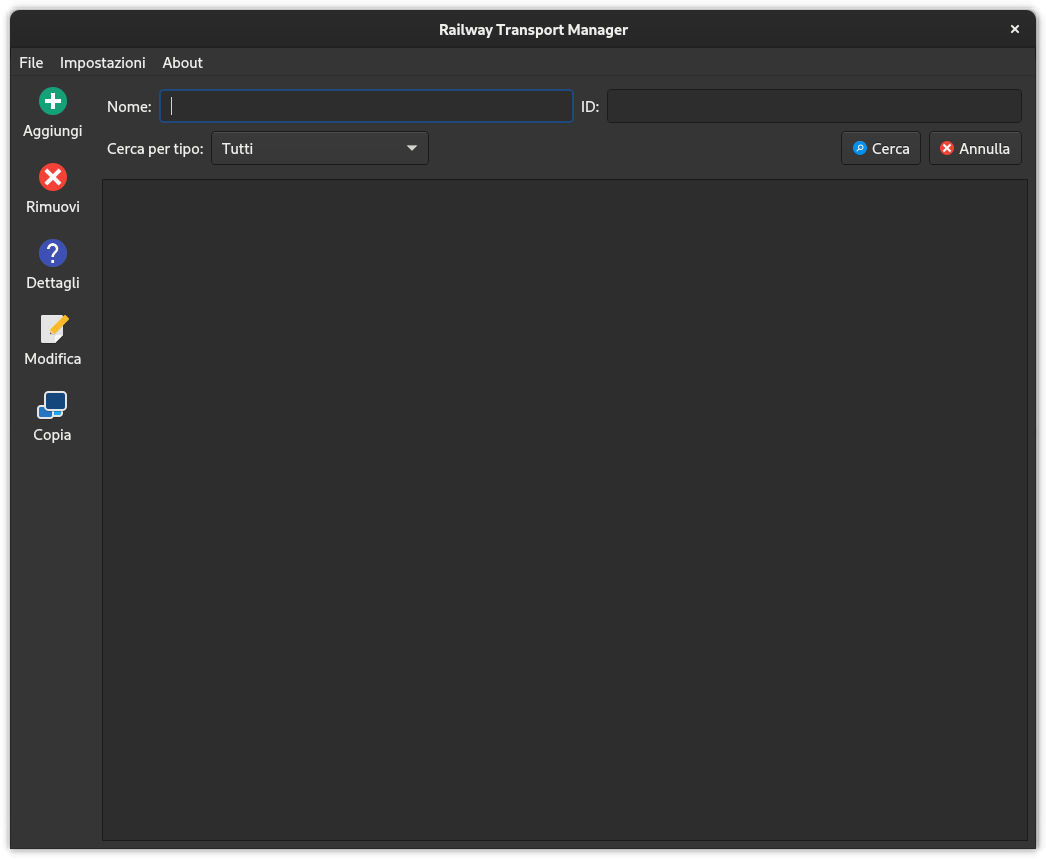 Railway Transport Manager
File Impostazioni About
Aggiungi
Rimuovi
Dettagli
Modifica
Copia
Nome: ID:
Cerca per tipo: Tutti Cerca Annulla